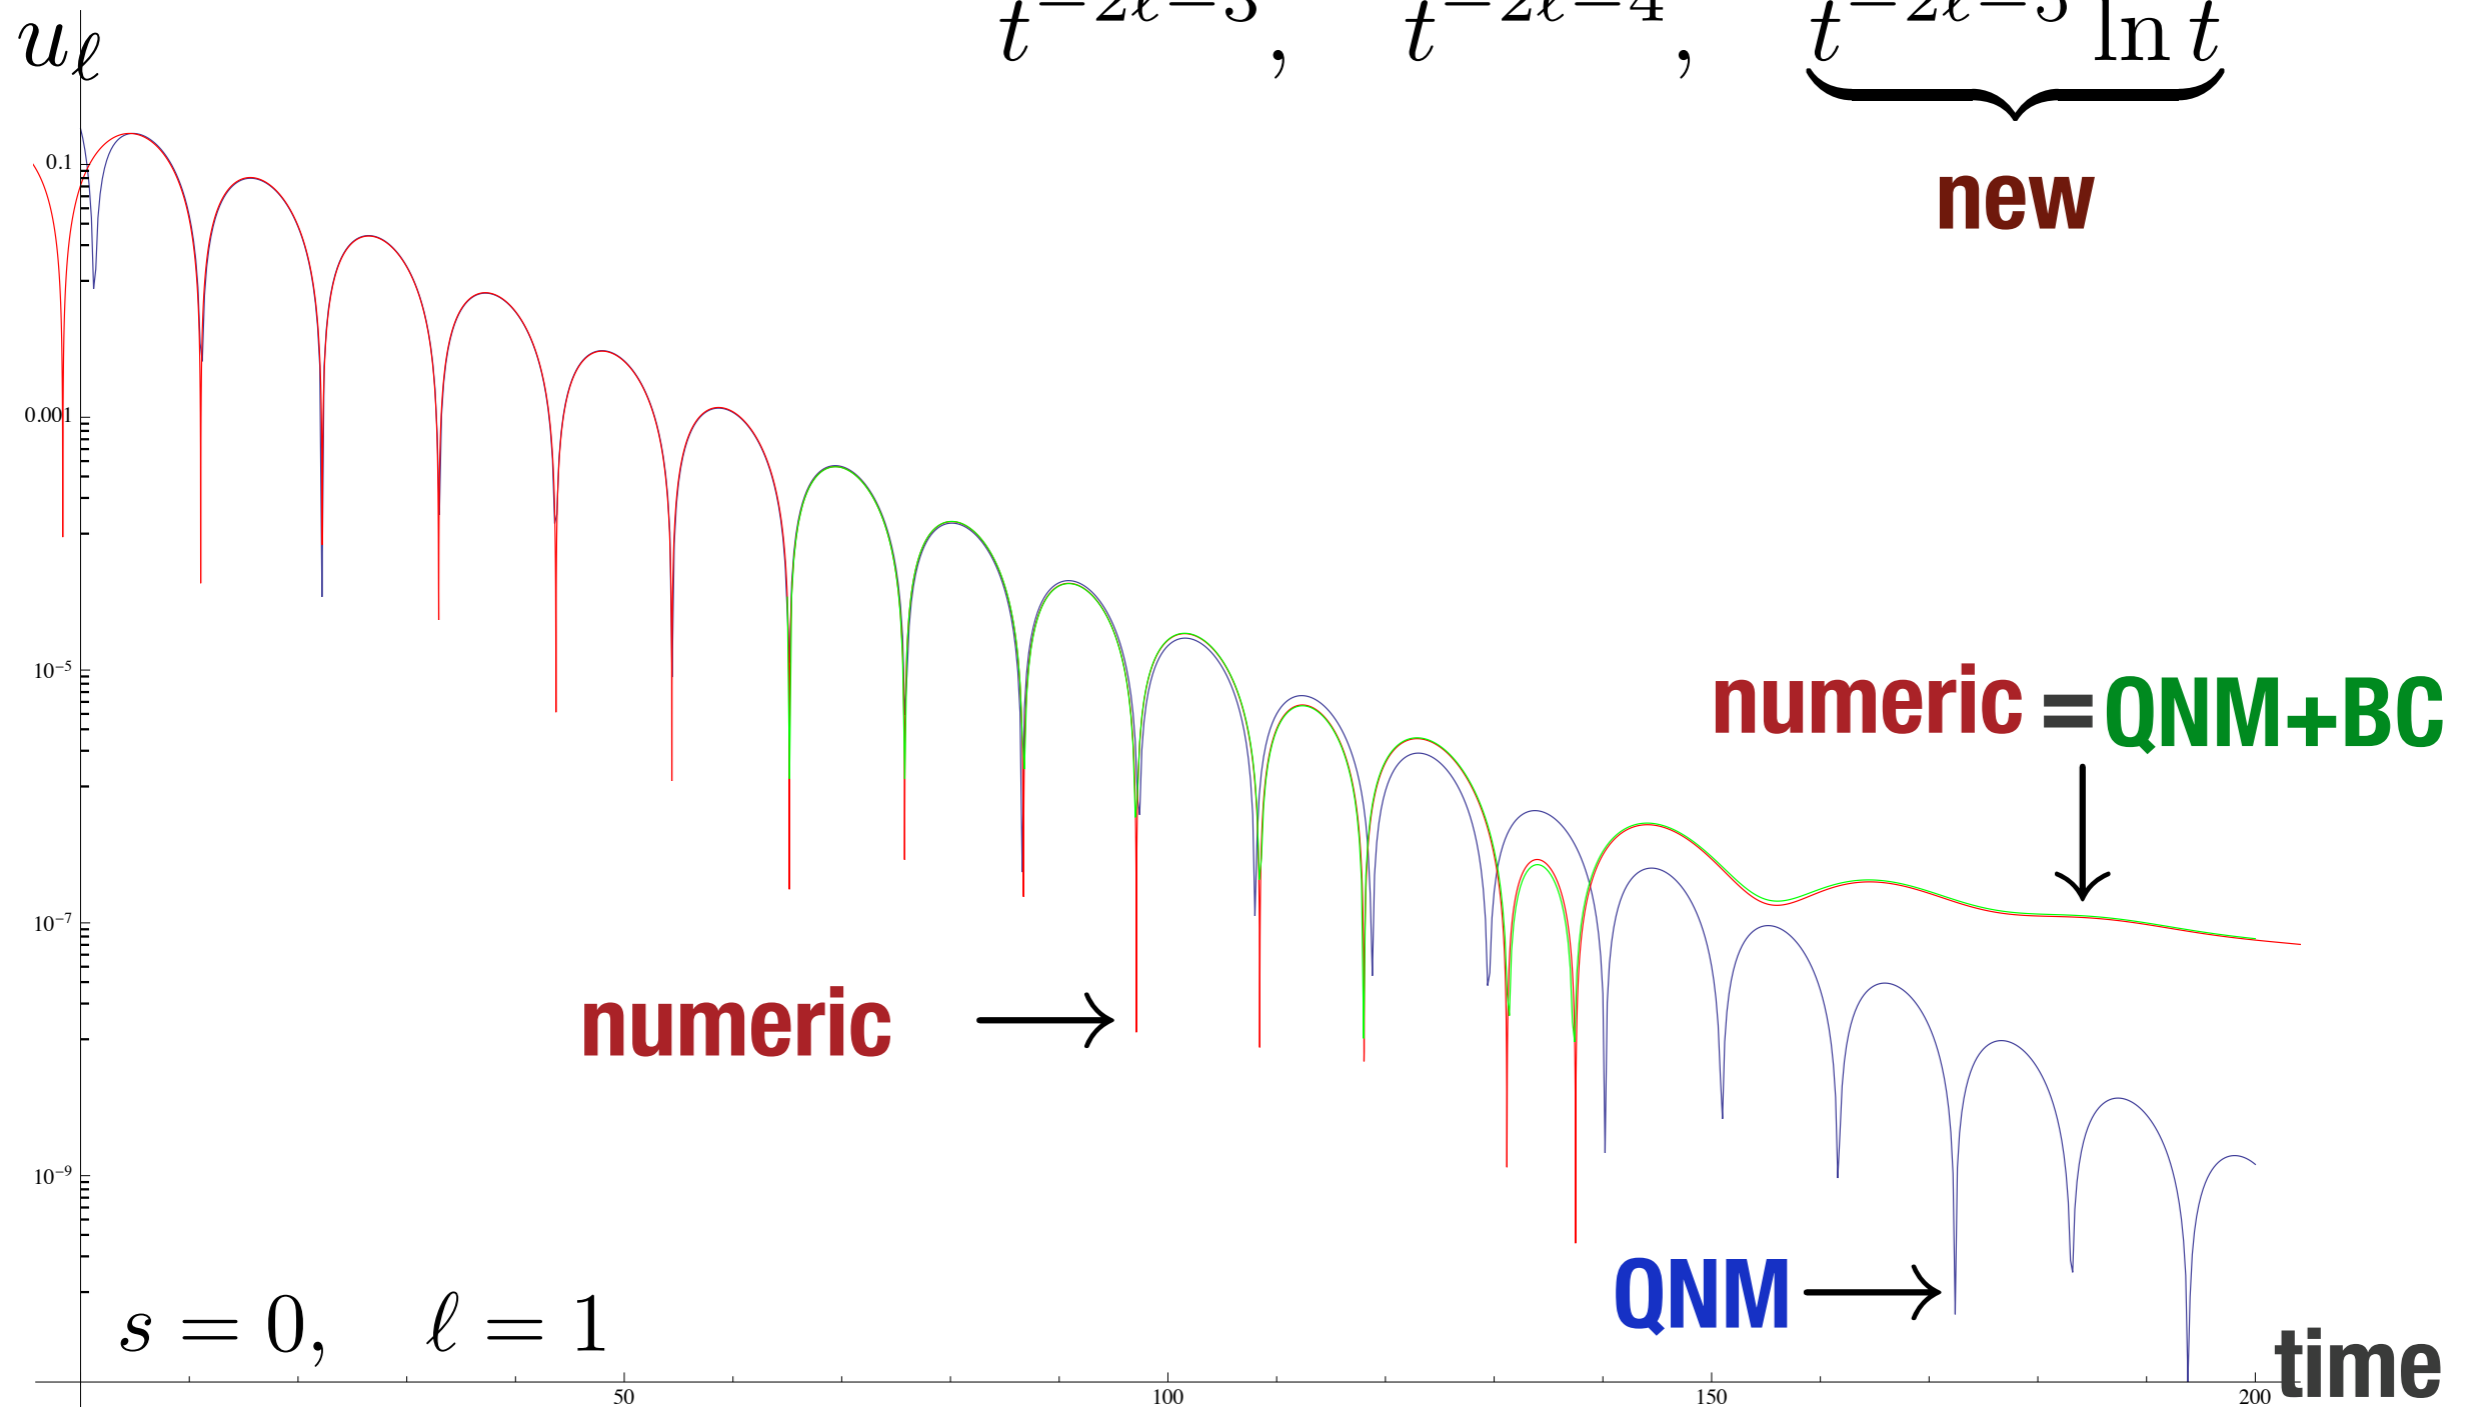 t⁻²ˡ⁻³, t⁻²ˡ⁻⁴, t⁻²ˡ⁻⁵ ln t
uℓ
new
0.1
0.001
10⁻⁵
numeric = QNM+BC
10⁻⁷
numeric
10⁻⁹
QNM
s = 0, ℓ = 1
time
50 100 150 200